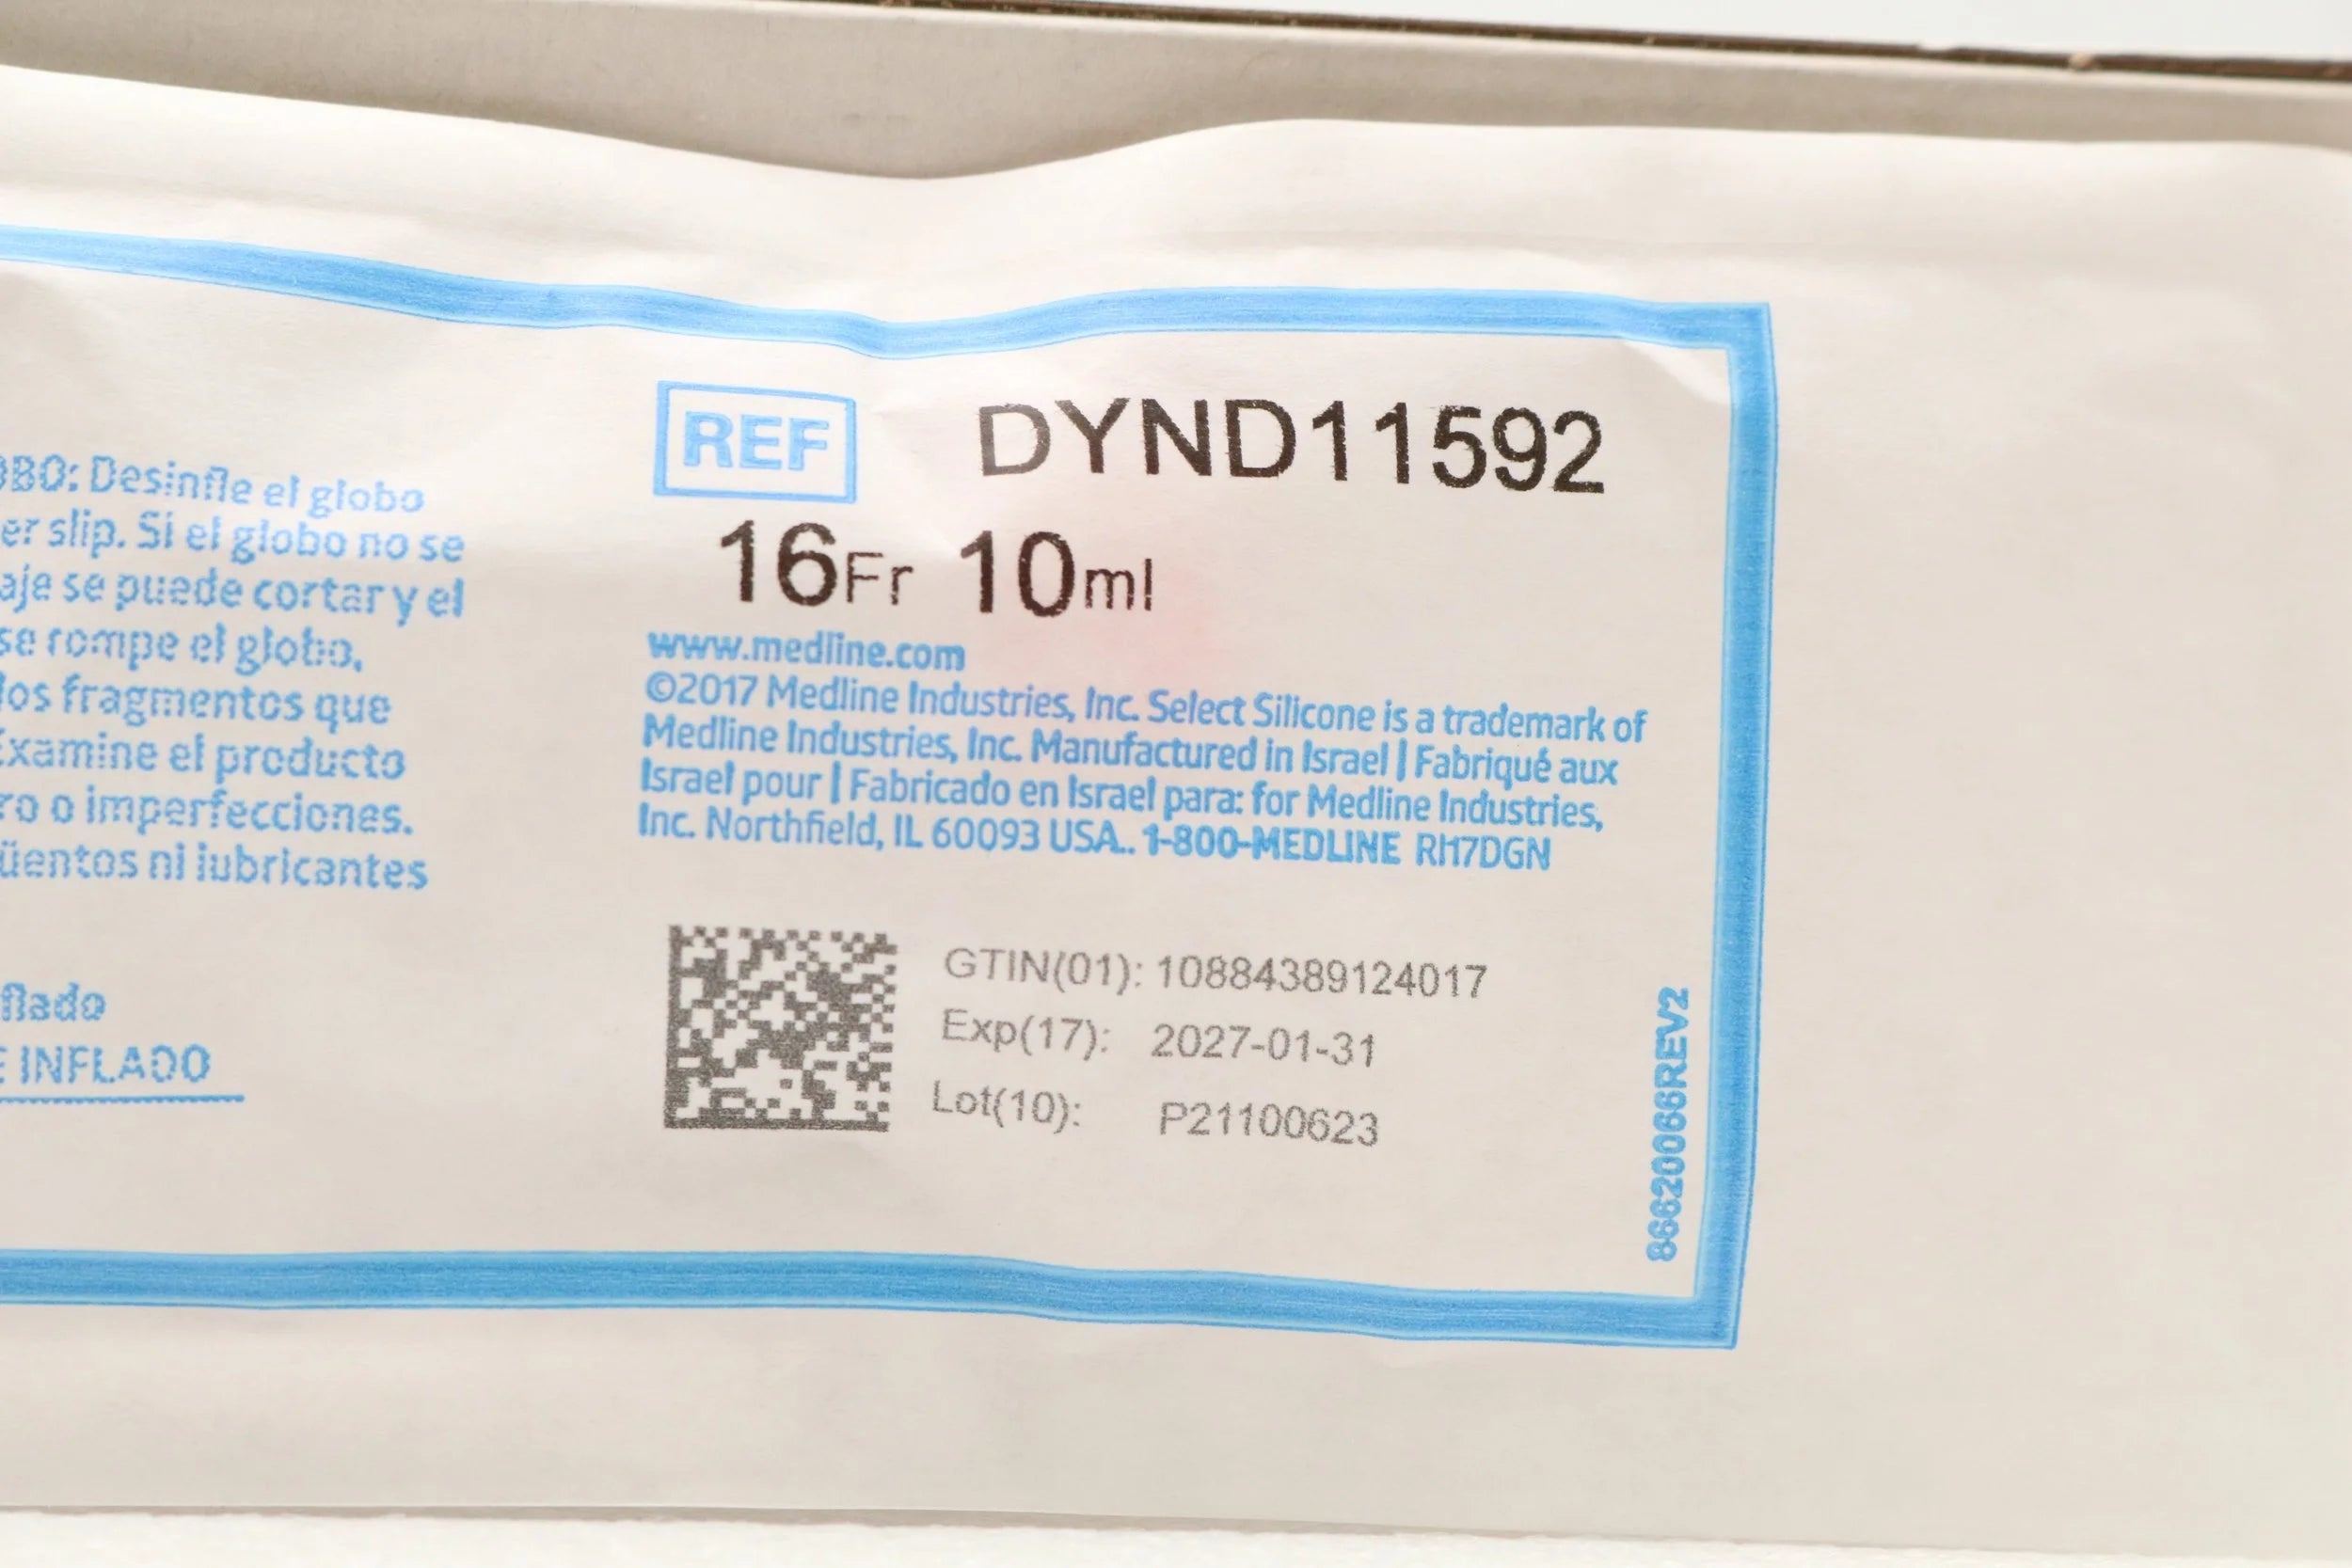 OBO: Desinfle el globo
er slip. Si el globo no se
aje se puede cortar y el
se rompe el globo,
los fragmentos que
Examine el producto
ro o imperfecciones.
üentos ni lubricantes
flado
E INFLADO
REF DYND11592
16Fr 10ml
www.medline.com
©2017 Medline Industries, Inc. Select Silicone is a trademark of
Medline Industries, Inc. Manufactured in Israel | Fabriqué aux
Israel pour | Fabricado en Israel para: for Medline Industries,
Inc. Northfield, IL 60093 USA.. 1-800-MEDLINE RH7DGN
GTIN(01): 10884389124017
Exp(17): 2027-01-31
Lot(10): P21100623
86620066REV2